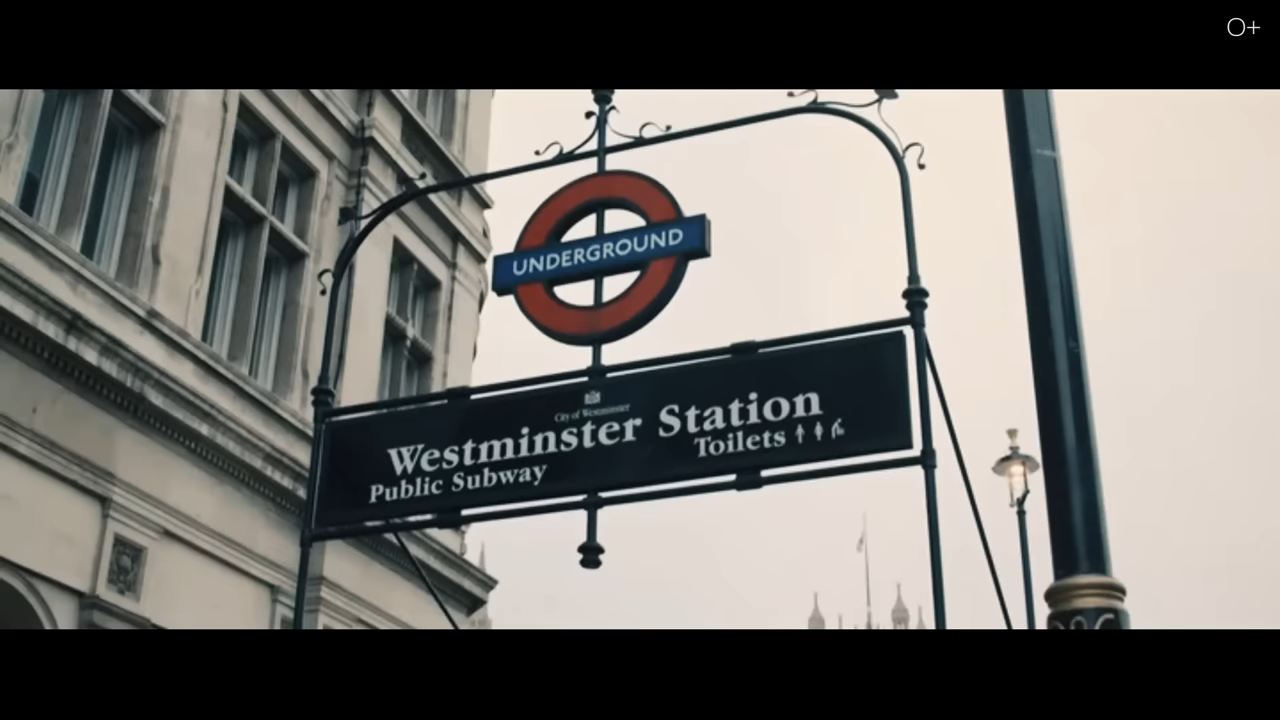 O+
UNDERGROUND
City of Westminster
Westminster Station
Public Subway
Toilets